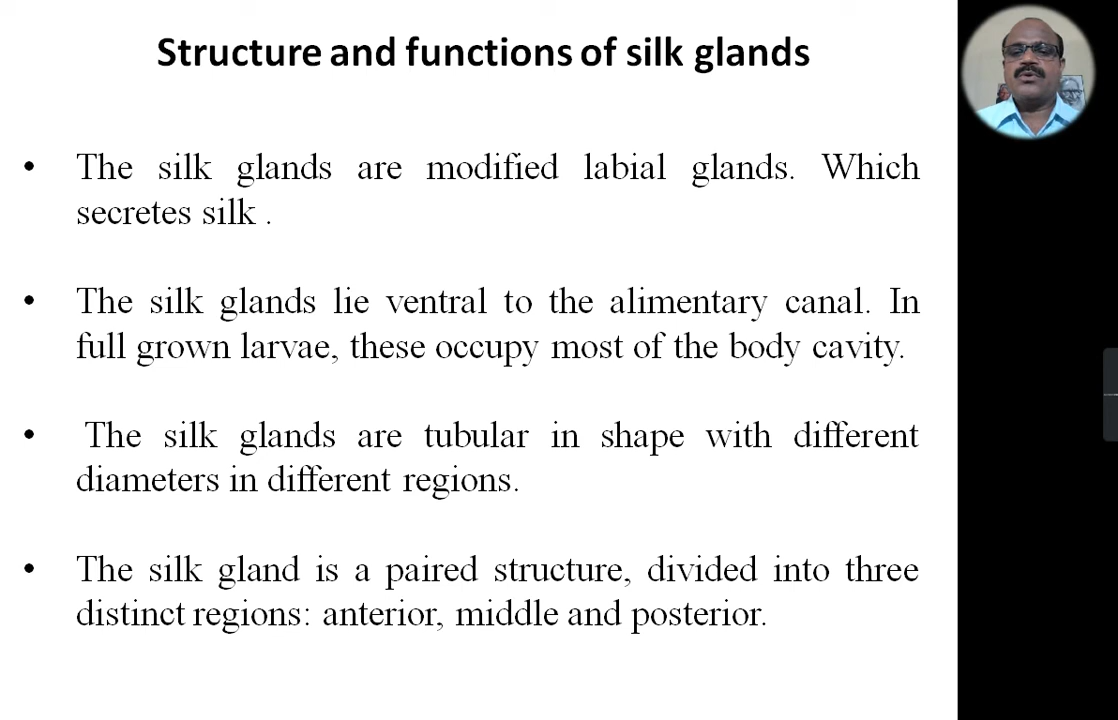 Structure and functions of silk glands
• The silk glands are modified labial glands. Which
secretes silk .
• The silk glands lie ventral to the alimentary canal. In
full grown larvae, these occupy most of the body cavity.
• The silk glands are tubular in shape with different
diameters in different regions.
• The silk gland is a paired structure, divided into three
distinct regions: anterior, middle and posterior.